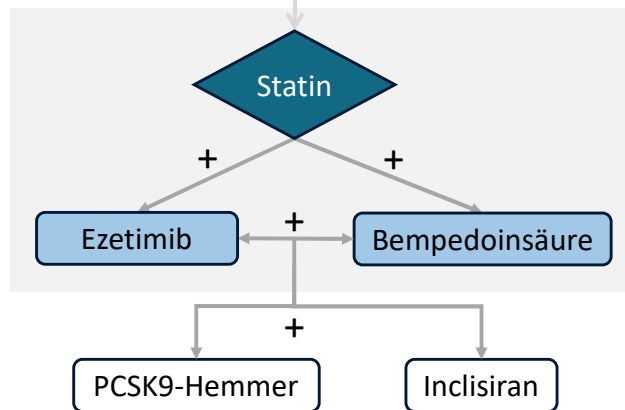 Statin
+
+
Ezetimib
+
Bempedoinsäure
+
PCSK9-Hemmer
Inclisiran